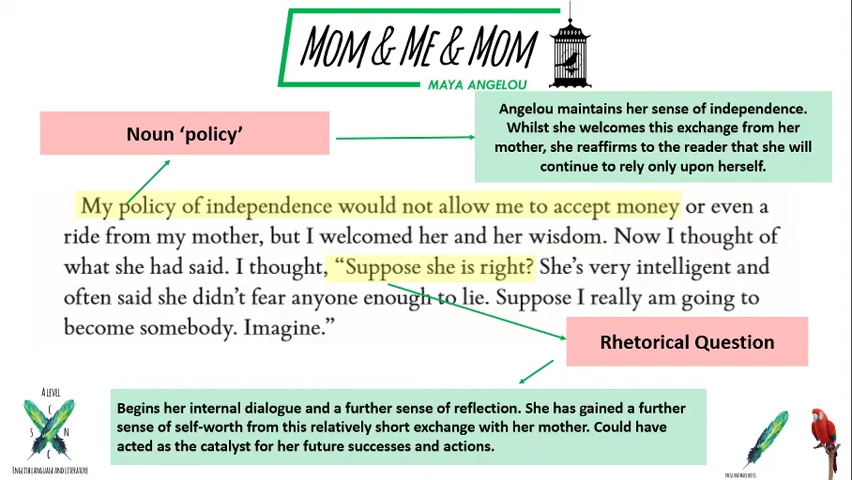 MOM & ME & MOM
MAYA ANGELOU
Noun ‘policy’
Angelou maintains her sense of independence.
Whilst she welcomes this exchange from her
mother, she reaffirms to the reader that she will
continue to rely only upon herself.
My policy of independence would not allow me to accept money or even a
ride from my mother, but I welcomed her and her wisdom. Now I thought of
what she had said. I thought, “Suppose she is right? She’s very intelligent and
often said she didn’t fear anyone enough to lie. Suppose I really am going to
become somebody. Imagine.”
Rhetorical Question
Begins her internal dialogue and a further sense of reflection. She has gained a further
sense of self-worth from this relatively short exchange with her mother. Could have
acted as the catalyst for her future successes and actions.
A LEVEL
C
S N
C
ENGLISH LANGUAGE AND LITERATURE